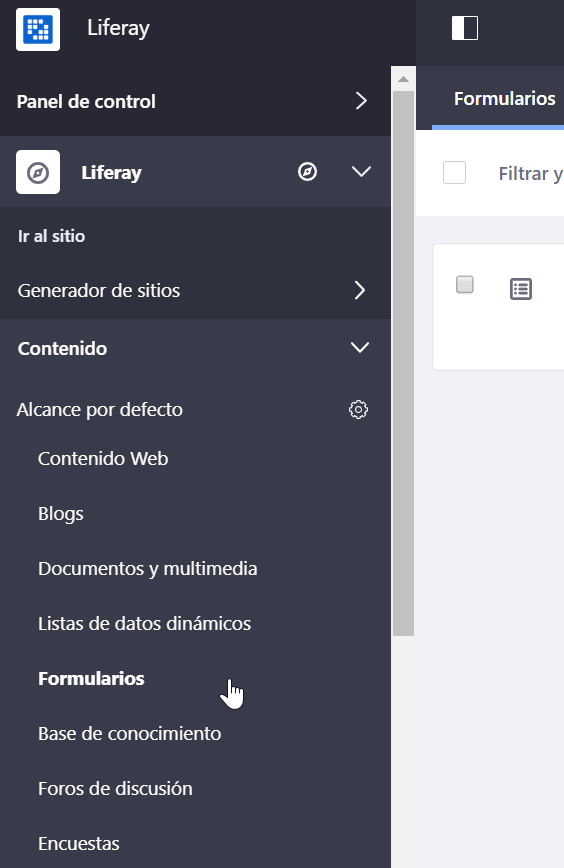 Liferay
Panel de control
Liferay
Ir al sitio
Generador de sitios
Contenido
Alcance por defecto
Contenido Web
Blogs
Documentos y multimedia
Listas de datos dinámicos
Formularios
Base de conocimiento
Foros de discusión
Encuestas
Formularios
Filtrar y